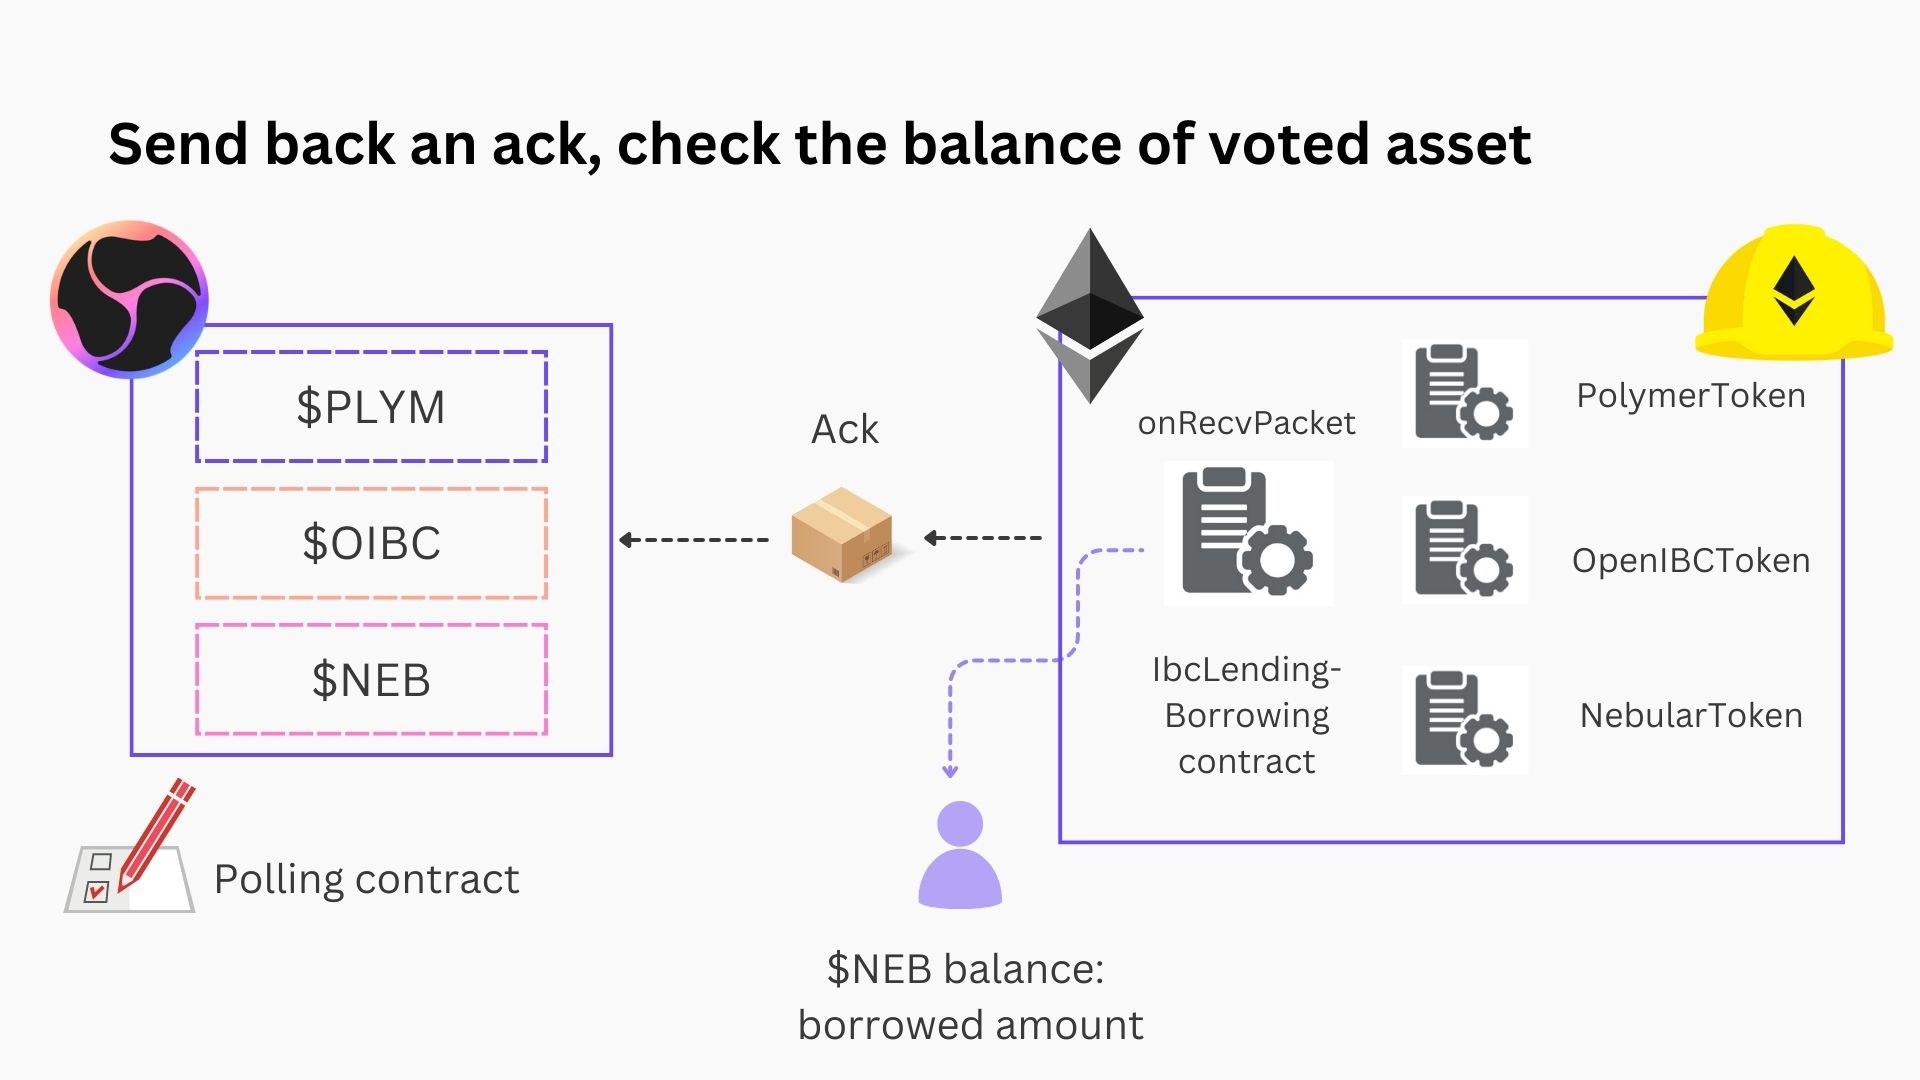 Send back an ack, check the balance of voted asset
$PLYM
$OIBC
$NEB
Polling contract
Ack
onRecvPacket
IbcLending-
Borrowing
contract
PolymerToken
OpenIBCToken
NebularToken
$NEB balance:
borrowed amount